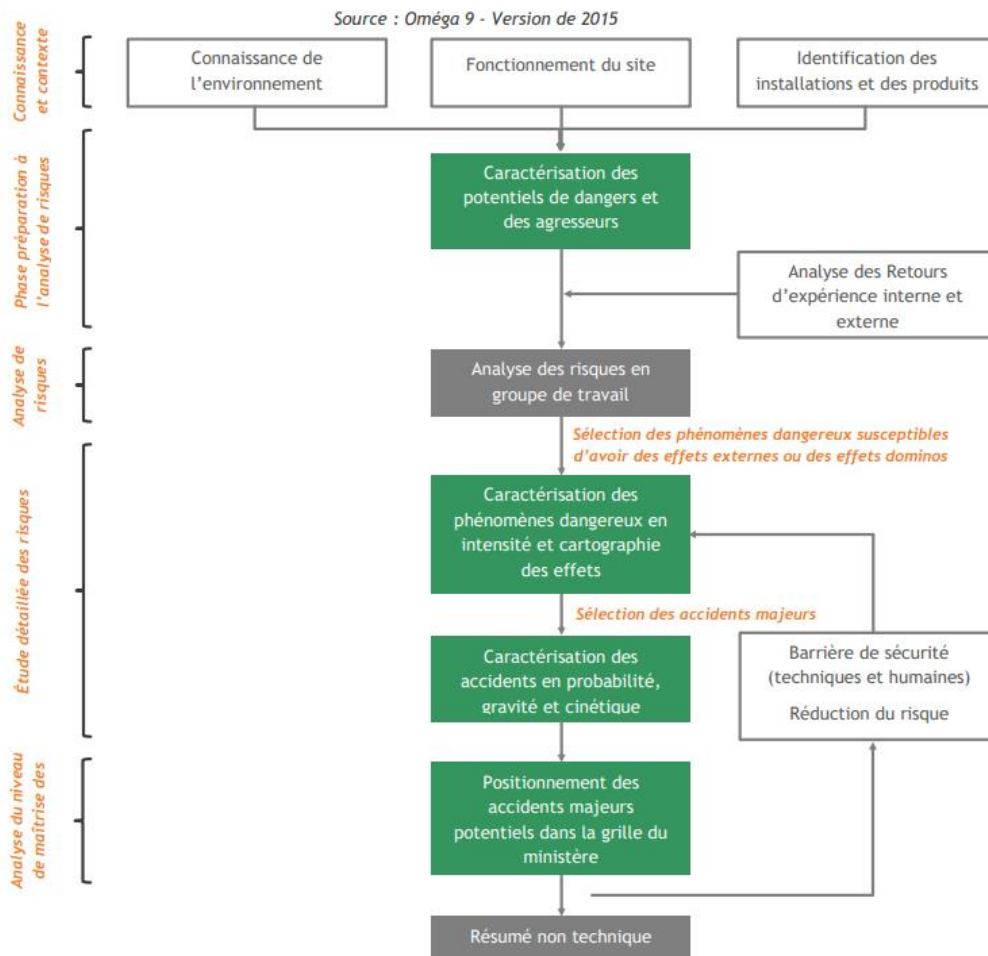 Source : Oméga 9 - Version de 2015
Connaissance
et contexte
Connaissance de
l'environnement
Fonctionnement du site
Identification des
installations et des produits
Phase préparation à
l'analyse de risques
Caractérisation des
potentiels de dangers et
des agresseurs
Analyse des Retours
d'expérience interne et
externe
Analyse de
risques
Analyse des risques en
groupe de travail
Sélection des phénomènes dangereux susceptibles
d'avoir des effets externes ou des effets dominos
Étude détaillée des risques
Caractérisation des
phénomènes dangereux en
intensité et cartographie
des effets
Sélection des accidents majeurs
Caractérisation des
accidents en probabilité,
gravité et cinétique
Barrière de sécurité
(techniques et humaines)
Réduction du risque
Analyse du niveau
de maîtrise des
Positionnement des
accidents majeurs
potentiels dans la grille du
ministère
Résumé non technique